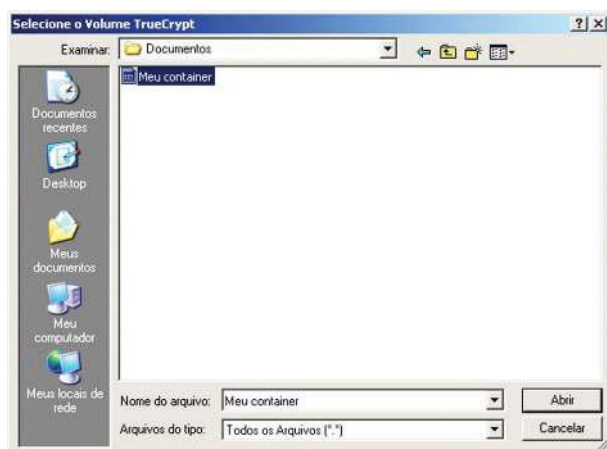 Selecione o Volume TrueCrypt
Examinar: Documentos
Meu container
Documentos
recentes
Desktop
Meus
documentos
Meu
computador
Meus locais de
rede
Nome do arquivo: Meu container Abrir
Arquivos do tipo: Todos os Arquivos (*.*) Cancelar